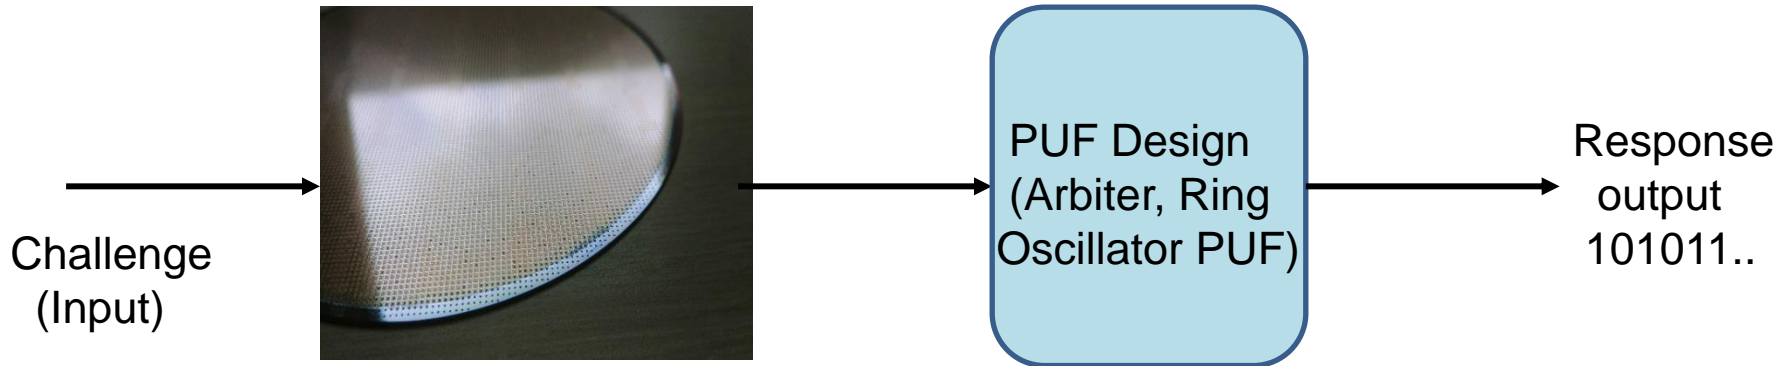 Challenge
(Input)
PUF Design
(Arbiter, Ring
Oscillator PUF)
Response
output
101011..